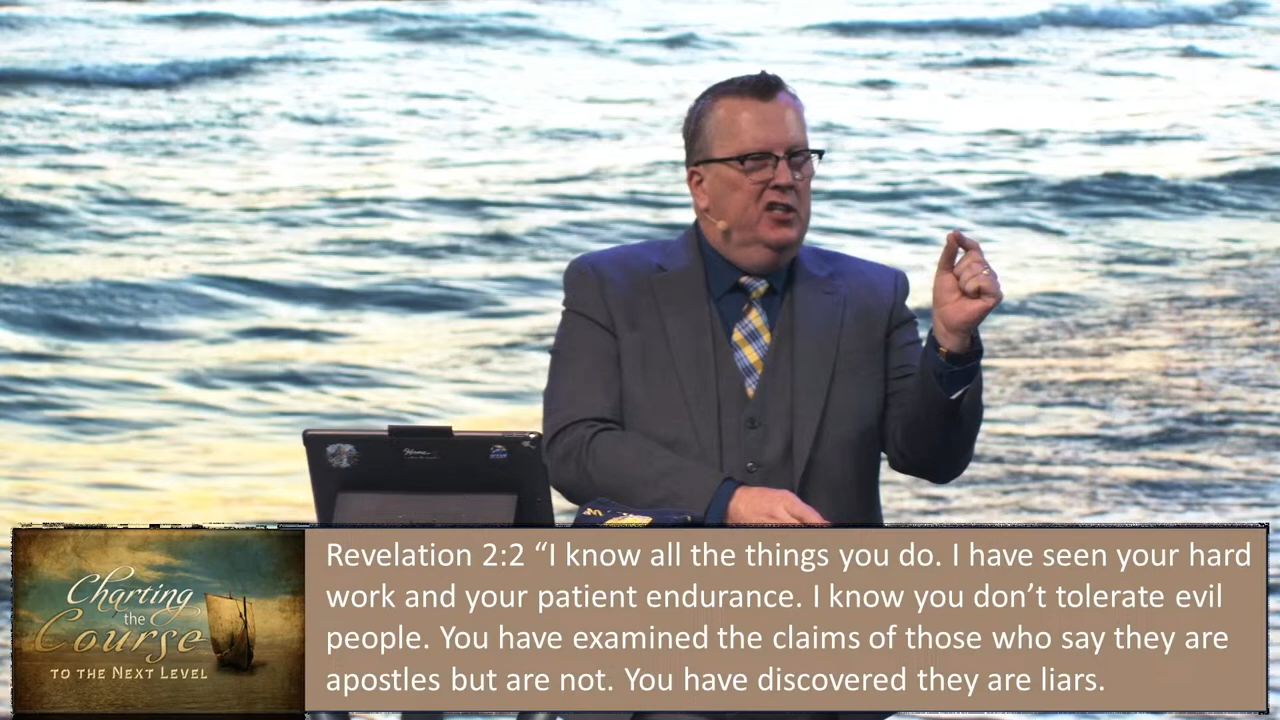 Home
Charting
the
Course
TO THE NEXT LEVEL
Revelation 2:2 “I know all the things you do. I have seen your hard
work and your patient endurance. I know you don’t tolerate evil
people. You have examined the claims of those who say they are
apostles but are not. You have discovered they are liars.